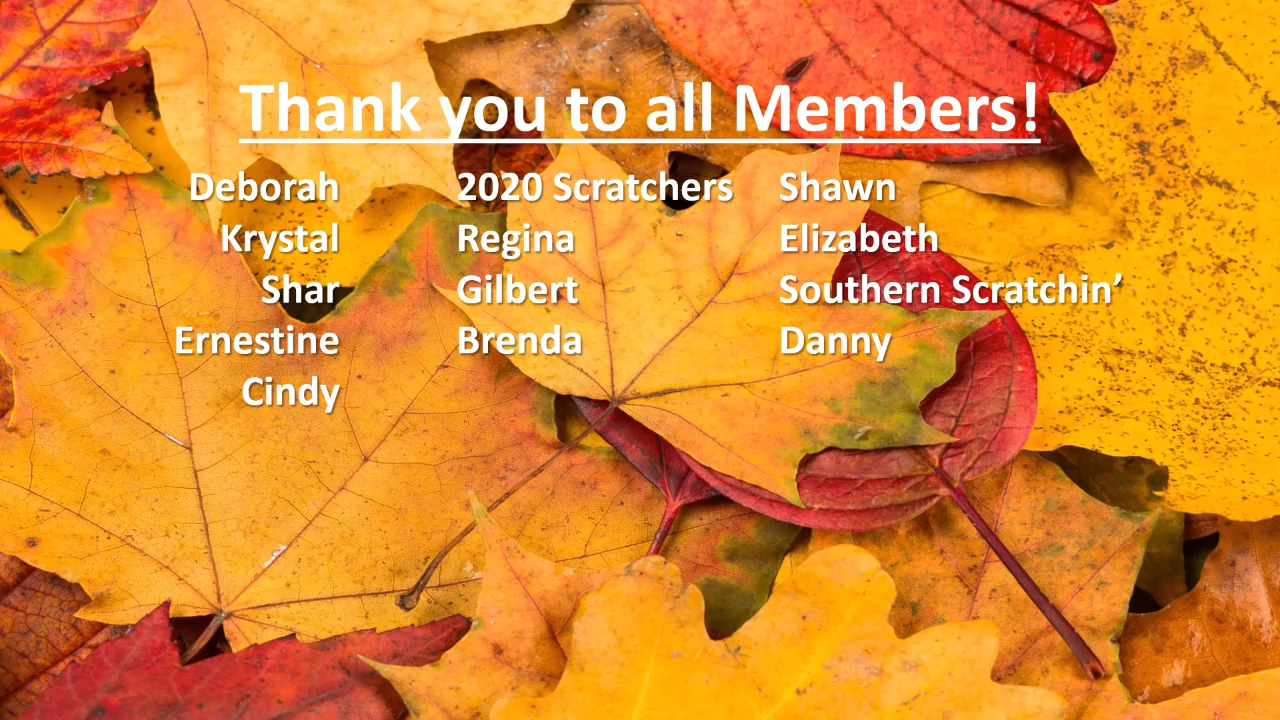 Thank you to all Members!
Deborah
Krystal
Shar
Ernestine
Cindy
2020 Scratchers
Regina
Gilbert
Brenda
Shawn
Elizabeth
Southern Scratchin’
Danny